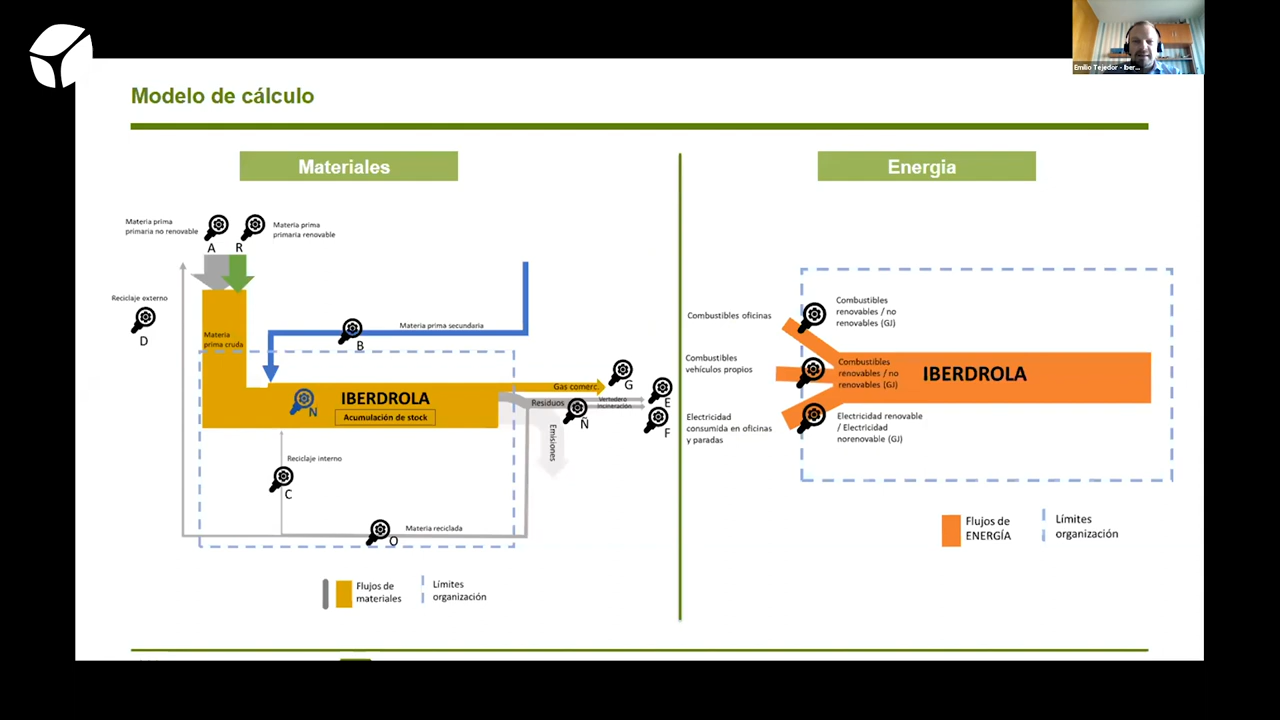 Emilio Tejedor - Iber...
Modelo de cálculo
Materiales
Energia
Materia prima
primaria no renovable
A
R
Materia prima
primaria renovable
Reciclaje externo
D
Materia
prima cruda
B
Materia prima secundaria
N
IBERDROLA
Acumulación de stock
Gas comerc.
G
Residuos
Vertedero
Incineración
E
Ñ
F
Emisiones
Reciclaje interno
C
Materia reciclada
O
Flujos de
materiales
Límites
organización
Combustibles oficinas
Combustibles
renovables / no
renovables (GJ)
Combustibles
vehículos propios
Combustibles
renovables / no
renovables (GJ)
IBERDROLA
Electricidad
consumida en oficinas
y paradas
Electricidad renovable
/ Electricidad
norenovable (GJ)
Flujos de
ENERGÍA
Límites
organización